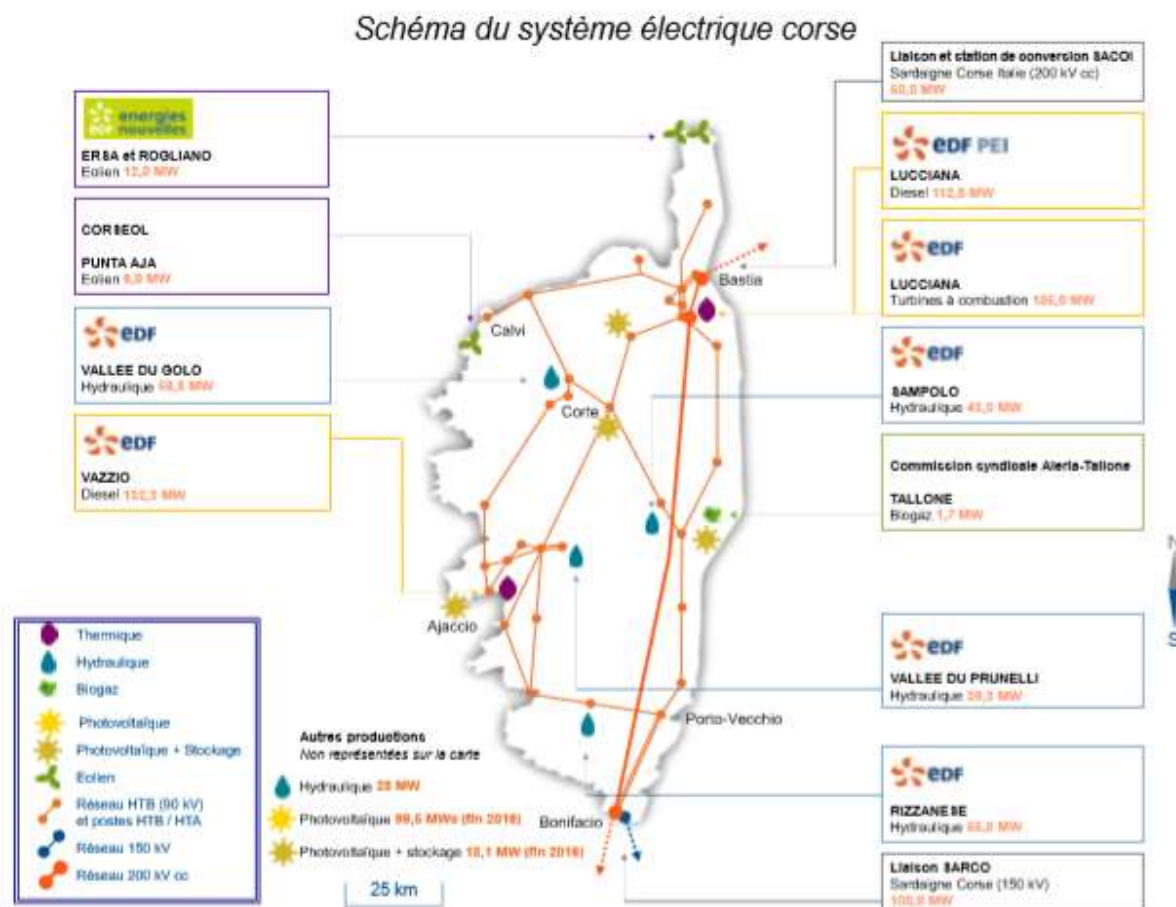 Schéma du système électrique corse
energies
EDF nouvelles
ERSA et ROGLIANO
Eolien 12,0 MW
CORSEOL
PUNTA AJA
Eolien 6,0 MW
EDF
VALLEE DU GOLO
Hydraulique
EDF
VAZZIO
Diesel
Liaison et station de conversion SACOI
Sardaigne Corse Italie (200 kV cc)
50,0 MW
EDF PEI
LUCCIANA
Diesel
EDF
LUCCIANA
Turbines à combustion
EDF
SAMPOLO
Hydraulique
Commission syndicale Aleria-Tallone
TALLONE
Biogaz 1,7 MW
EDF
VALLEE DU PRUNELLI
Hydraulique
EDF
RIZZANESE
Hydraulique
Liaison SARCO
Sardaigne Corse (150 kV)
100,0 MW
Bastia
Calvi
Corte
Ajaccio
Porto-Vecchio
Bonifacio
N
S
Thermique
Hydraulique
Biogaz
Photovoltaïque
Photovoltaïque + Stockage
Eolien
Réseau HTB (90 kV)
et postes HTB / HTA
Réseau 150 kV
Réseau 200 kV cc
Autres productions
Non représentées sur la carte
Hydraulique 28 MW
Photovoltaïque (fin 2016)
Photovoltaïque + stockage 18,1 MW (fin 2016)
25 km